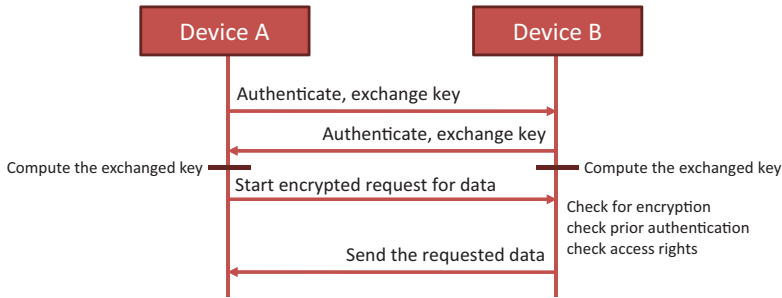 Device A
Device B
Authenticate, exchange key
Authenticate, exchange key
Compute the exchanged key
Compute the exchanged key
Start encrypted request for data
Check for encryption
check prior authentication
check access rights
Send the requested data